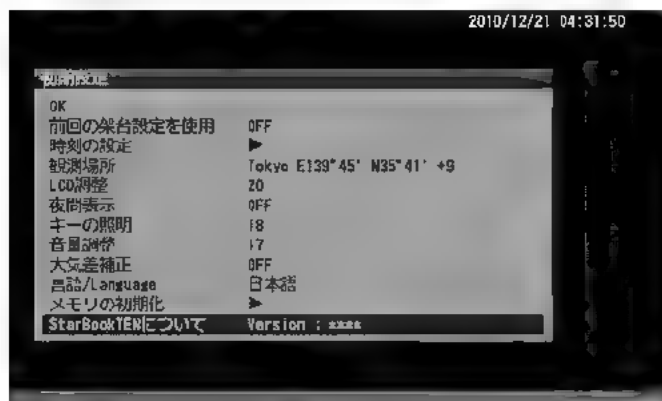 2010/12/21 04:31:50
初期設定
OK
前回の架台設定を使用 OFF
時刻の設定 ▶
観測場所 Tokyo E139°45' N35°41' +9
LCD調整 20
夜間表示 OFF
キーの照明 18
音量調整 17
大気差補正 OFF
言語/Language 日本語
メモリの初期化 ▶
StarBookTENについて Version : ****